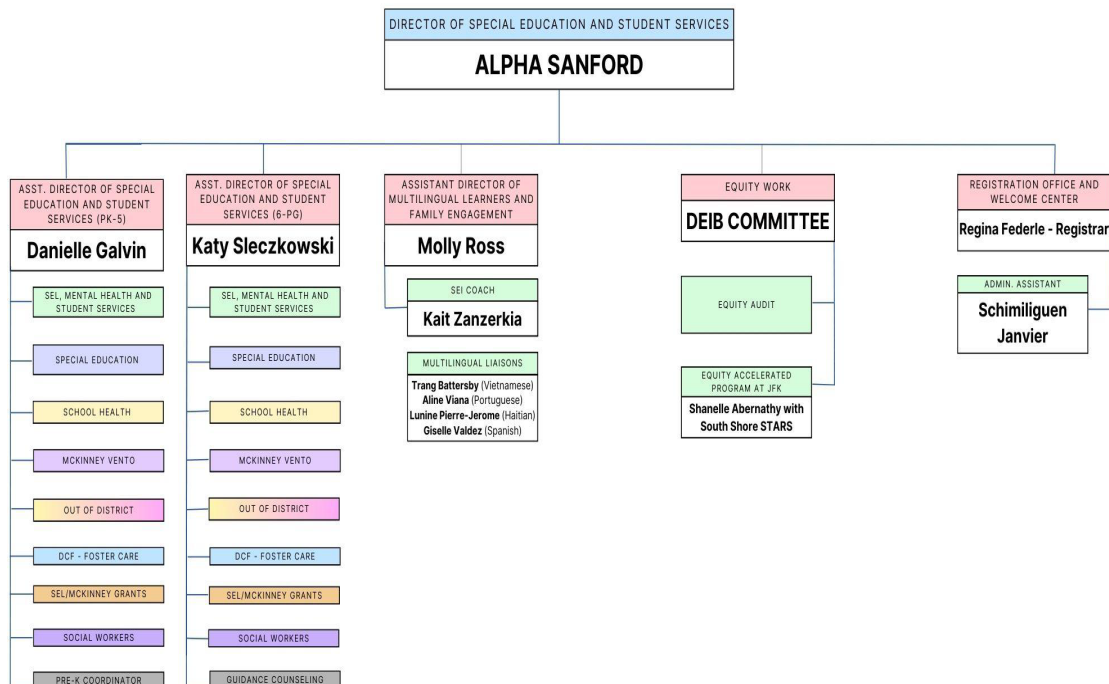 DIRECTOR OF SPECIAL EDUCATION AND STUDENT SERVICES
ALPHA SANFORD
ASST. DIRECTOR OF SPECIAL
EDUCATION AND STUDENT
SERVICES (PK-5)
Danielle Galvin
SEL, MENTAL HEALTH AND
STUDENT SERVICES
SPECIAL EDUCATION
SCHOOL HEALTH
MCKINNEY VENTO
OUT OF DISTRICT
DCF - FOSTER CARE
SEL/MCKINNEY GRANTS
SOCIAL WORKERS
PRE-K COORDINATOR
ASST. DIRECTOR OF SPECIAL
EDUCATION AND STUDENT
SERVICES (6-PG)
Katy Sleczkowski
SEL, MENTAL HEALTH AND
STUDENT SERVICES
SPECIAL EDUCATION
SCHOOL HEALTH
MCKINNEY VENTO
OUT OF DISTRICT
DCF - FOSTER CARE
SEL/MCKINNEY GRANTS
SOCIAL WORKERS
GUIDANCE COUNSELING
ASSISTANT DIRECTOR OF
MULTILINGUAL LEARNERS AND
FAMILY ENGAGEMENT
Molly Ross
SEI COACH
Kait Zanzerkia
MULTILINGUAL LIAISONS
Trang Battersby (Vietnamese)
Aline Viana (Portuguese)
Lunine Pierre-Jerome (Haitian)
Giselle Valdez (Spanish)
EQUITY WORK
DEIB COMMITTEE
EQUITY AUDIT
EQUITY ACCELERATED
PROGRAM AT JFK
Shanelle Abernathy with
South Shore STARS
REGISTRATION OFFICE AND
WELCOME CENTER
Regina Federle - Registrar
ADMIN. ASSISTANT
Schimiliguen
Janvier